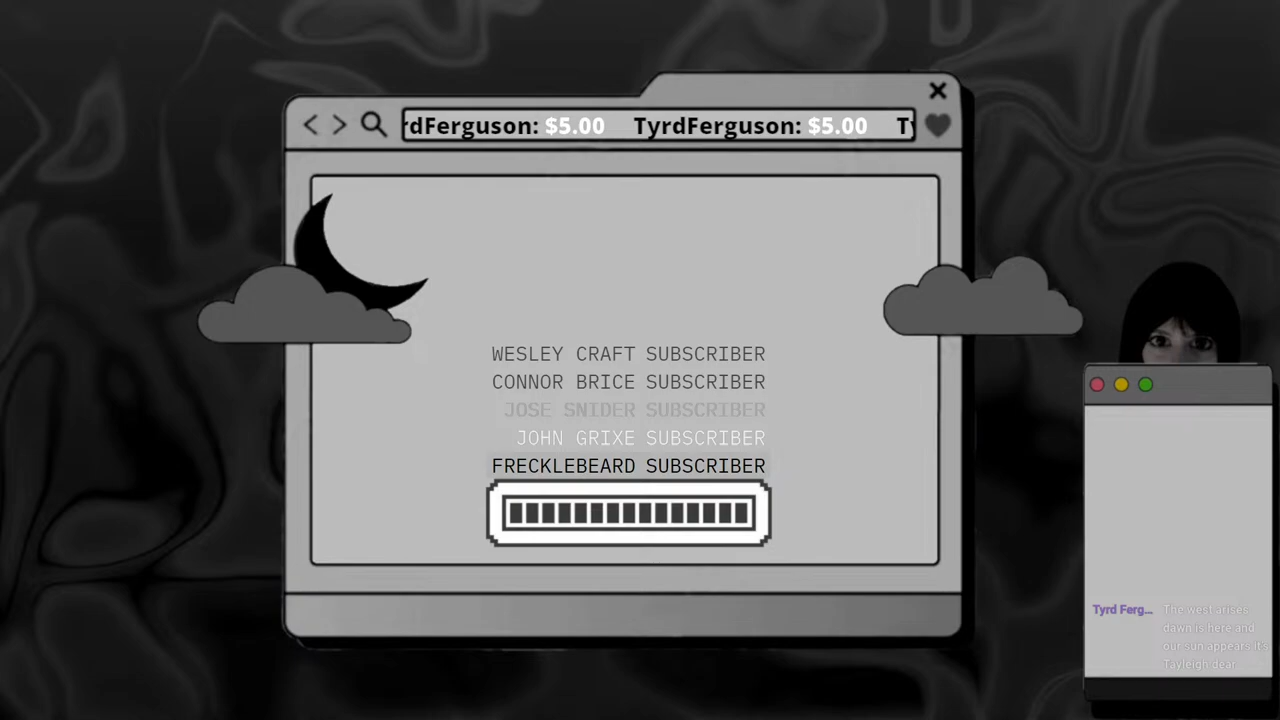 rdFerguson: $5.00 TyrdFerguson: $5.00 Ty
WESLEY CRAFT SUBSCRIBER
CONNOR BRICE SUBSCRIBER
JOSE SNIDER SUBSCRIBER
JOHN GRIXE SUBSCRIBER
FRECKLEBEARD SUBSCRIBER
Tyrd Ferg... The west arises
dawn is here and
our sun appears it's
Tayleigh dear